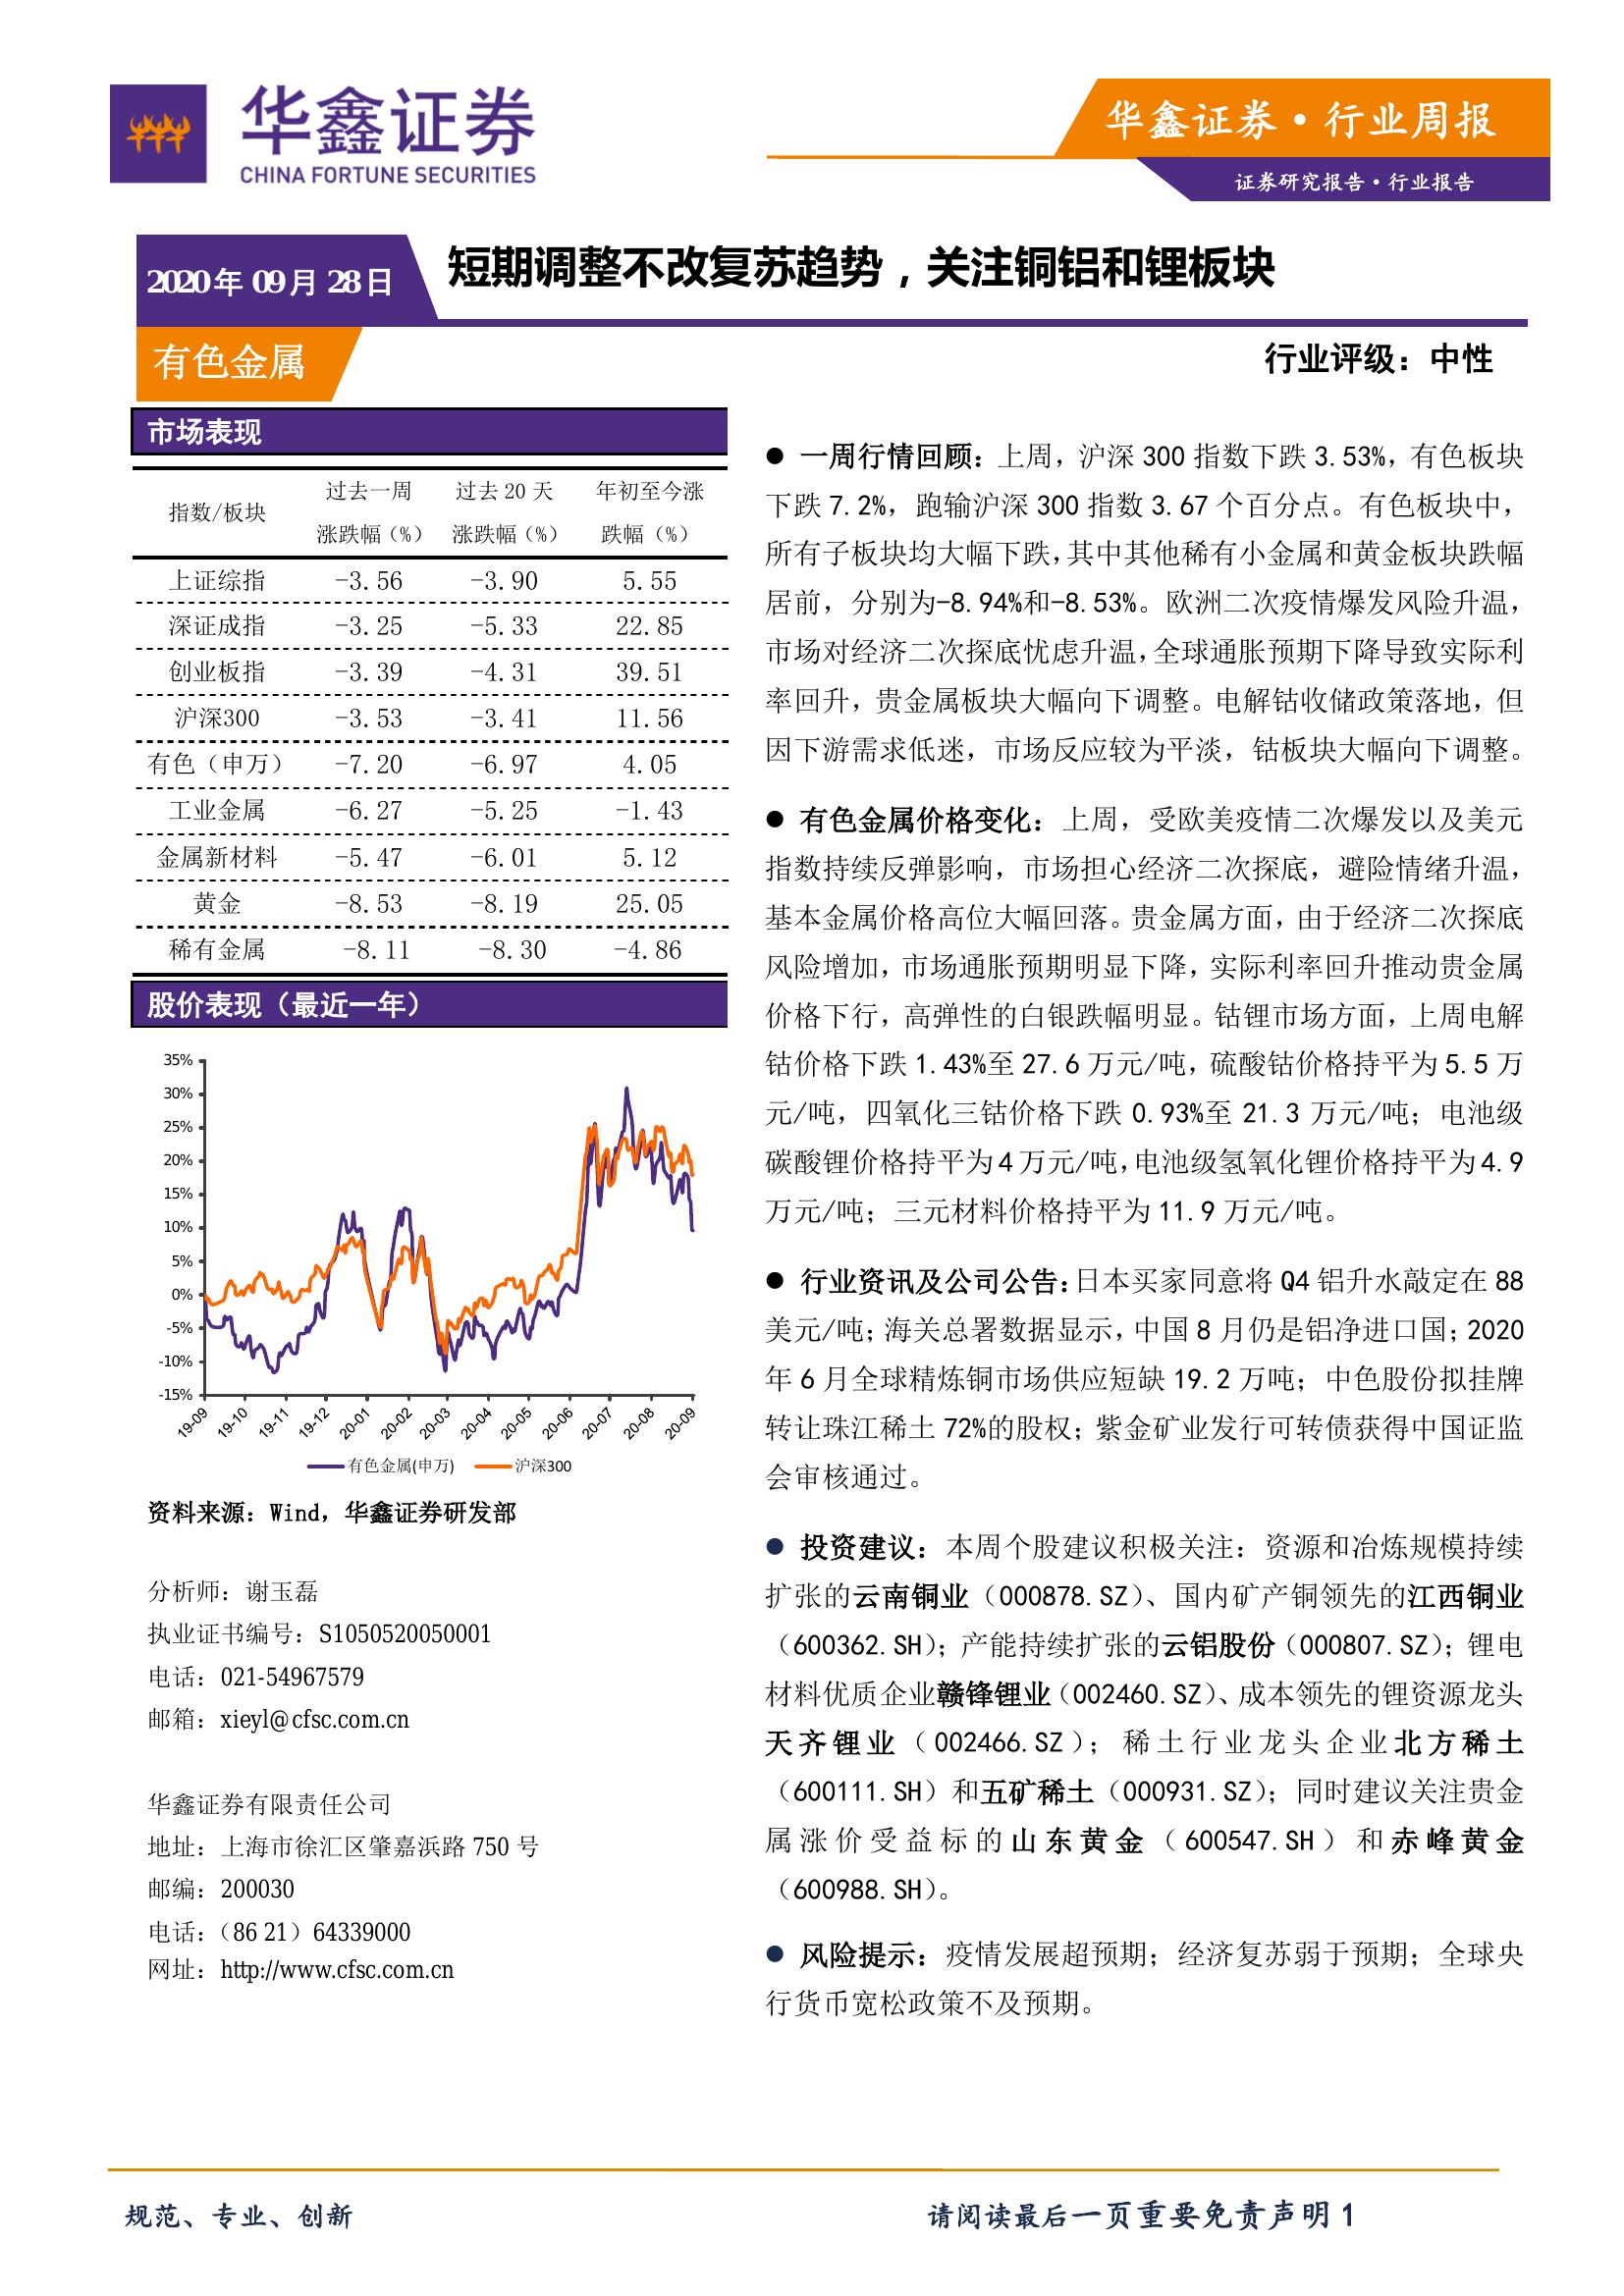 华鑫证券
CHINA FORTUNE SECURITIES
华鑫证券·行业周报
证券研究报告·行业报告
2020年 09月 28日
短期调整不改复苏趋势，关注铜铝和锂板块
有色金属
行业评级：中性
市场表现
指数/板块 过去一周 过去 20 天 年初至今涨
涨跌幅（%） 涨跌幅（%） 跌幅（%）
上证综指 -3.56 -3.90 5.55
深证成指 -3.25 -5.33 22.85
创业板指 -3.39 -4.31 39.51
沪深300 -3.53 -3.41 11.56
有色（申万） -7.20 -6.97 4.05
工业金属 -6.27 -5.25 -1.43
金属新材料 -5.47 -6.01 5.12
黄金 -8.53 -8.19 25.05
稀有金属 -8.11 -8.30 -4.86
股价表现（最近一年）
35%
30%
25%
20%
15%
10%
5%
0%
-5%
-10%
-15%
19-09 19-10 19-11 19-12 20-01 20-02 20-03 20-04 20-05 20-06 20-07 20-08 20-09
有色金属(申万) 沪深300
资料来源：Wind，华鑫证券研发部
分析师：谢玉磊
执业证书编号：S1050520050001
电话：021-54967579
邮箱：xieyl@cfsc.com.cn
华鑫证券有限责任公司
地址：上海市徐汇区肇嘉浜路 750 号
邮编：200030
电话：（86 21）64339000
网址：http://www.cfsc.com.cn
● 一周行情回顾：上周，沪深 300 指数下跌 3.53%，有色板块
下跌 7.2%，跑输沪深 300 指数 3.67 个百分点。有色板块中，
所有子板块均大幅下跌，其中其他稀有小金属和黄金板块跌幅
居前，分别为-8.94%和-8.53%。欧洲二次疫情爆发风险升温，
市场对经济二次探底忧虑升温，全球通胀预期下降导致实际利
率回升，贵金属板块大幅向下调整。电解钴收储政策落地，但
因下游需求低迷，市场反应较为平淡，钴板块大幅向下调整。
● 有色金属价格变化：上周，受欧美疫情二次爆发以及美元
指数持续反弹影响，市场担心经济二次探底，避险情绪升温，
基本金属价格高位大幅回落。贵金属方面，由于经济二次探底
风险增加，市场通胀预期明显下降，实际利率回升推动贵金属
价格下行，高弹性的白银跌幅明显。钴锂市场方面，上周电解
钴价格下跌 1.43%至 27.6 万元/吨，硫酸钴价格持平为 5.5 万
元/吨，四氧化三钴价格下跌 0.93%至 21.3 万元/吨；电池级
碳酸锂价格持平为 4 万元/吨，电池级氢氧化锂价格持平为 4.9
万元/吨；三元材料价格持平为 11.9 万元/吨。
● 行业资讯及公司公告：日本买家同意将 Q4 铝升水敲定在 88
美元/吨；海关总署数据显示，中国 8 月仍是铝净进口国；2020
年 6 月全球精炼铜市场供应短缺 19.2 万吨；中色股份拟挂牌
转让珠江稀土 72%的股权；紫金矿业发行可转债获得中国证监
会审核通过。
● 投资建议：本周个股建议积极关注：资源和冶炼规模持续
扩张的云南铜业（000878.SZ）、国内矿产铜领先的江西铜业
（600362.SH）；产能持续扩张的云铝股份（000807.SZ）；锂电
材料优质企业赣锋锂业（002460.SZ）、成本领先的锂资源龙头
天齐锂业（002466.SZ）；稀土行业龙头企业北方稀土
（600111.SH）和五矿稀土（000931.SZ）；同时建议关注贵金
属涨价受益标的山东黄金（600547.SH）和赤峰黄金
（600988.SH）。
● 风险提示：疫情发展超预期；经济复苏弱于预期；全球央
行货币宽松政策不及预期。
规范、专业、创新
请阅读最后一页重要免责声明 1